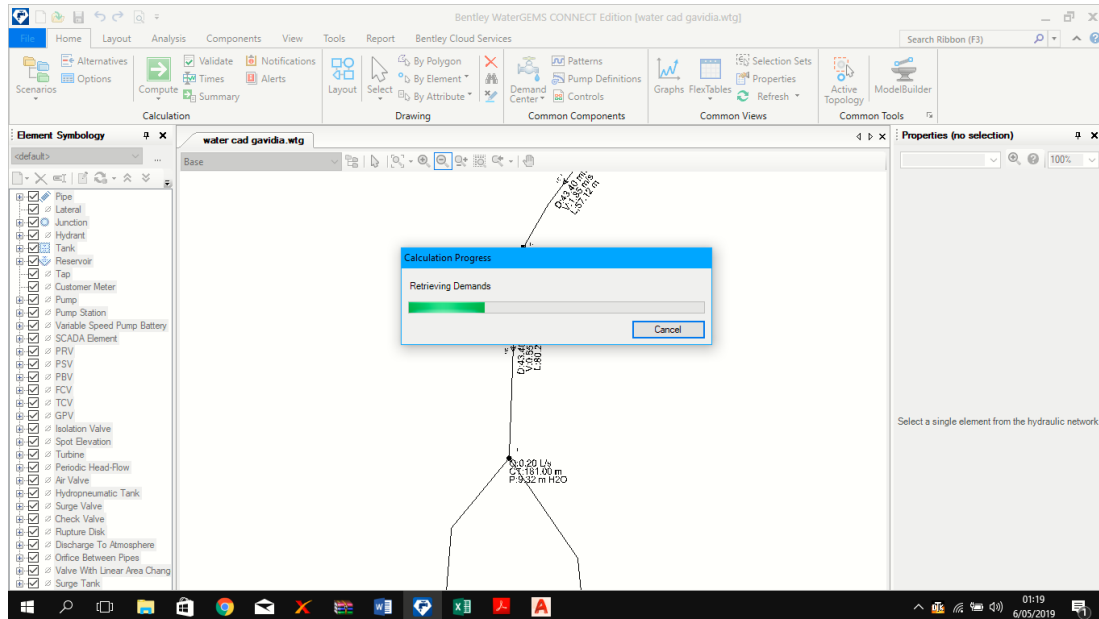 Bentley WaterGEMS CONNECT Edition [water cad gavidia.wtg]
File Home Layout Analysis Components View Tools Report Bentley Cloud Services Search Ribbon (F3)
Scenarios
Alternatives
Options
Compute
Validate
Times
Summary
Notifications
Alerts
Calculation
Layout
Select
By Polygon
By Element
By Attribute
Drawing
Demand Center
Patterns
Pump Definitions
Controls
Common Components
Graphs
FlexTables
Selection Sets
Properties
Refresh
Common Views
Active Topology
ModelBuilder
Common Tools
Element Symbology
<default>
...
Pipe
Lateral
Junction
Hydrant
Tank
Reservoir
Tap
Customer Meter
Pump
Pump Station
Variable Speed Pump Battery
SCADA Element
PRV
PSV
PBV
FCV
TCV
GPV
Isolation Valve
Spot Elevation
Turbine
Periodic Head-Flow
Air Valve
Hydropneumatic Tank
Surge Valve
Check Valve
Rupture Disk
Discharge To Atmosphere
Orifice Between Pipes
Valve With Linear Area Chang
Surge Tank
water cad gavidia.wtg
Base
V:1.85 m/s
L:57.12 m
Calculation Progress
Retrieving Demands
Cancel
Q:0.20 L/s
CT:181.00 m
P:9.32 m H2O
Properties (no selection)
100%
Select a single element from the hydraulic network
01:19
6/05/2019